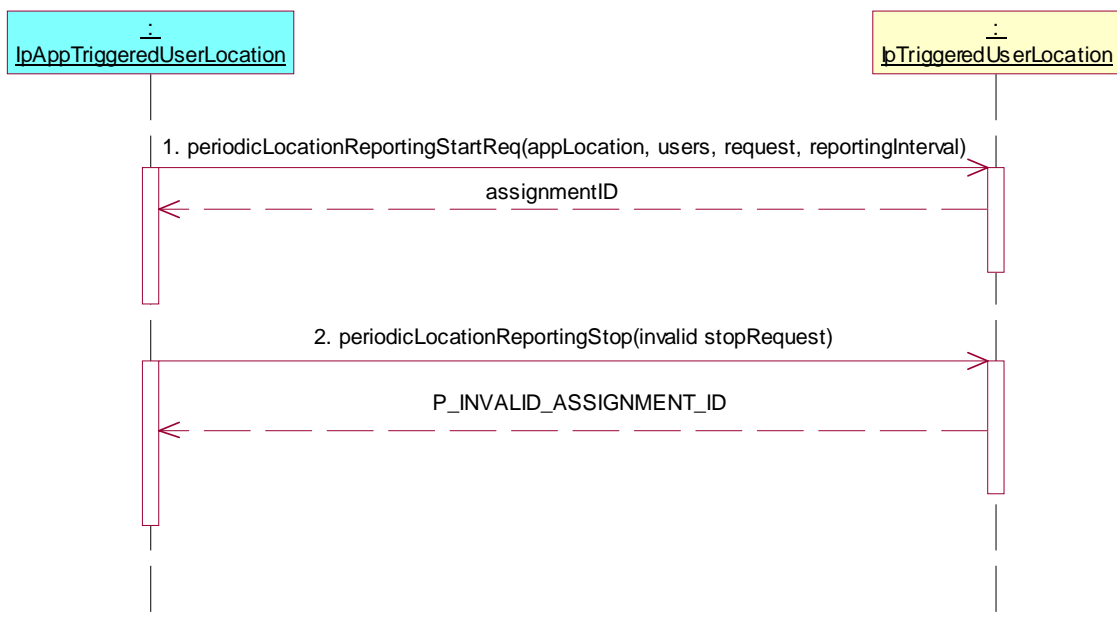 :
IpAppTriggeredUserLocation
:
IpTriggeredUserLocation
1. periodicLocationReportingStartReq(appLocation, users, request, reportingInterval)
assignmentID
2. periodicLocationReportingStop(invalid stopRequest)
P_INVALID_ASSIGNMENT_ID